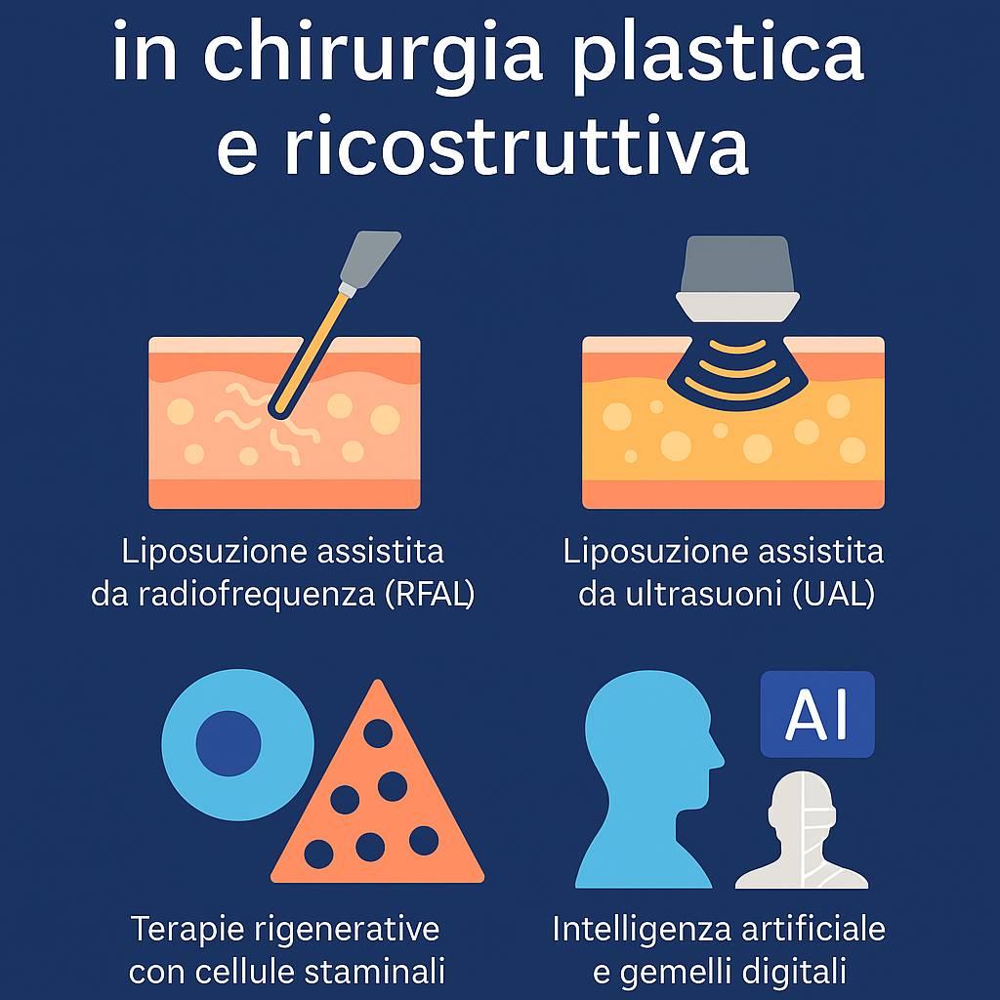 in chirurgia plastica
e ricostruttiva
Liposuzione assistita
da radiofrequenza (RFAL)
Liposuzione assistita
da ultrasuoni (UAL)
AI
Terapie rigenerative
con cellule staminali
Intelligenza artificiale
e gemelli digitali